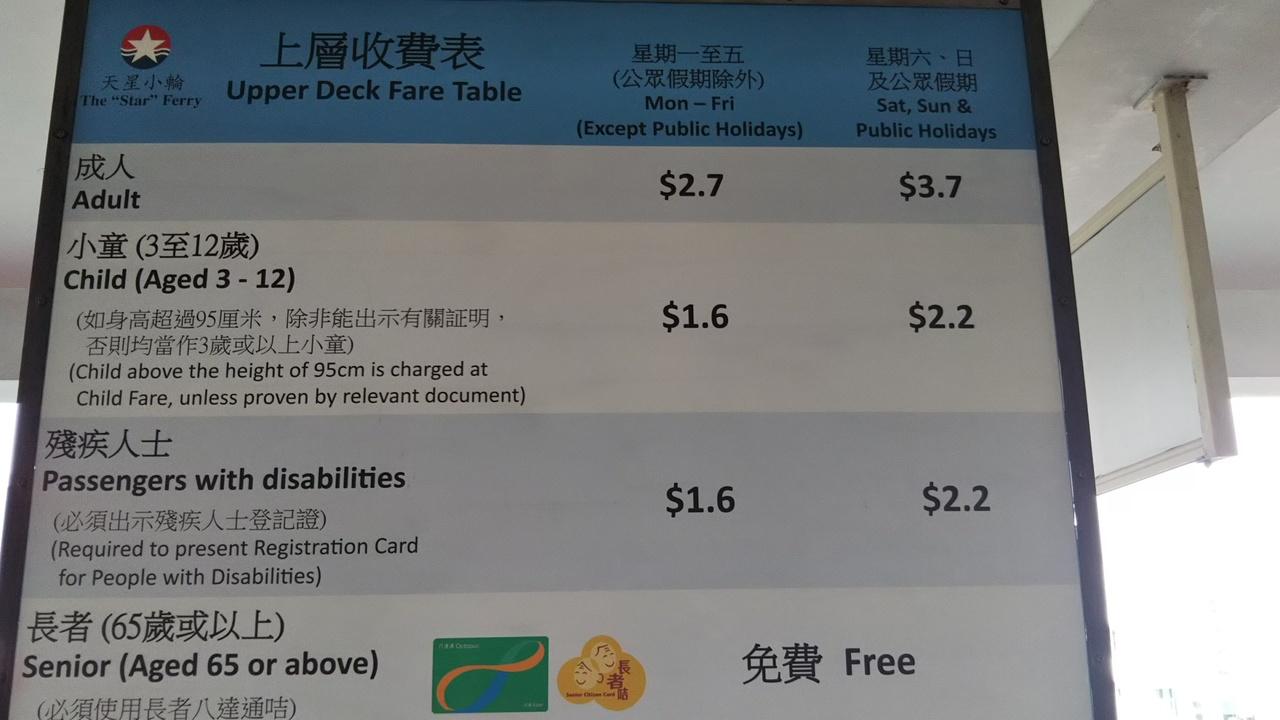 天星小輪
The “Star” Ferry
上層收費表
Upper Deck Fare Table
星期一至五
(公眾假期除外)
Mon – Fri
(Except Public Holidays)
星期六、日
及公眾假期
Sat, Sun &
Public Holidays
成人
Adult
$2.7
$3.7
小童 (3至12歲)
Child (Aged 3 - 12)
(如身高超過95厘米，除非能出示有關証明，
否則均當作3歲或以上小童)
(Child above the height of 95cm is charged at
Child Fare, unless proven by relevant document)
$1.6
$2.2
殘疾人士
Passengers with disabilities
(必須出示殘疾人士登記證)
(Required to present Registration Card
for People with Disabilities)
$1.6
$2.2
長者 (65歲或以上)
Senior (Aged 65 or above)
(必須使用長者八達通咭)
八達通 Octopus
長者咭
Senior Citizen Card
免費 Free